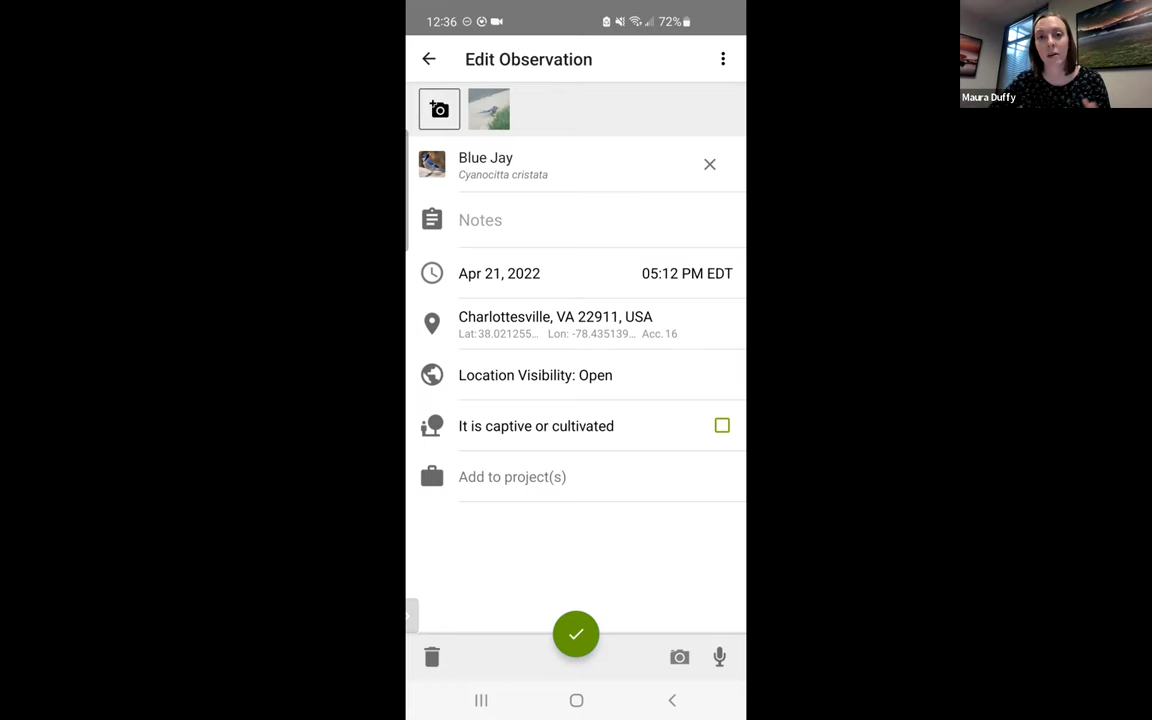 12:36
72%
Edit Observation
Maura Duffy
Blue Jay
Cyanocitta cristata
Notes
Apr 21, 2022 05:12 PM EDT
Charlottesville, VA 22911, USA
Lat: 38.021255... Lon: -78.435139... Acc. 16
Location Visibility: Open
It is captive or cultivated
Add to project(s)